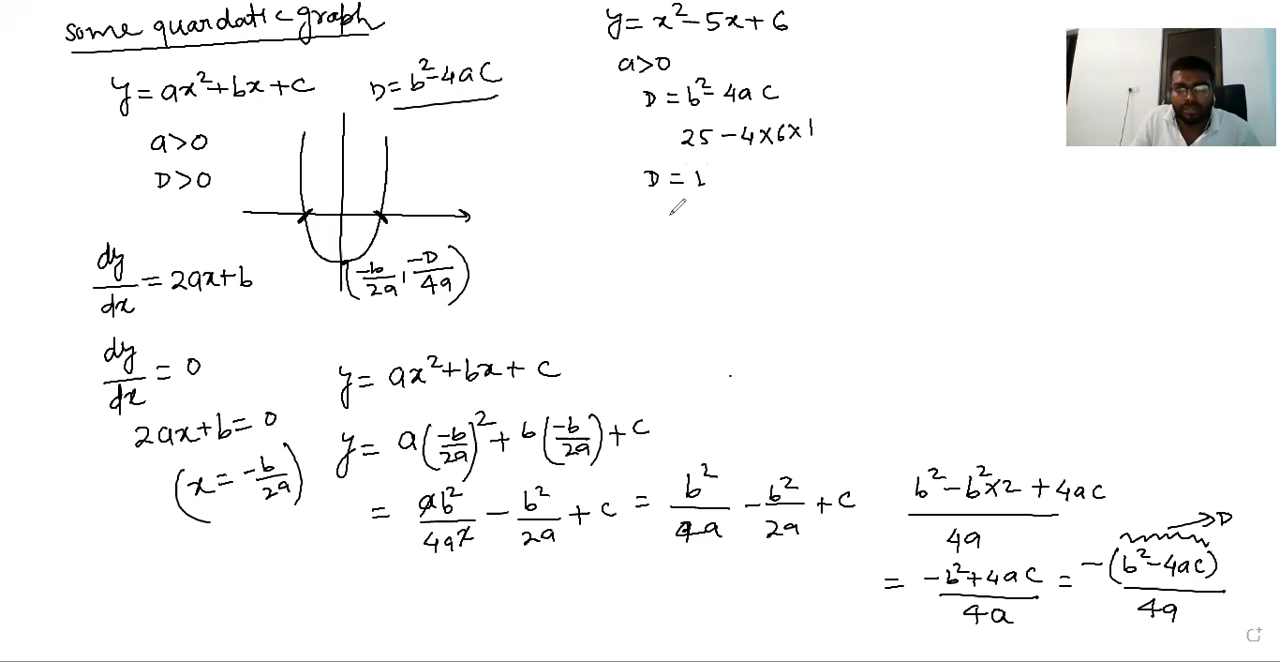 some quardatic graph
y = ax²+bx+c
D = b²-4ac
a>0
D>0
(-b/2a, -D/4a)
dy/dx = 2ax+b
dy/dx = 0
2ax+b=0
(x = -b/2a)
y = ax²+bx+c
y = a(-b/2a)² + b(-b/2a)+c
= ab²/4a² - b²/2a + c = b²/4a - b²/2a + c
b²-b²×2+4ac/4a
= -b²+4ac/4a = -(b²-4ac)/4a
D
y = x²-5x+6
a>0
D = b²-4ac
25-4×6×1
D = 1